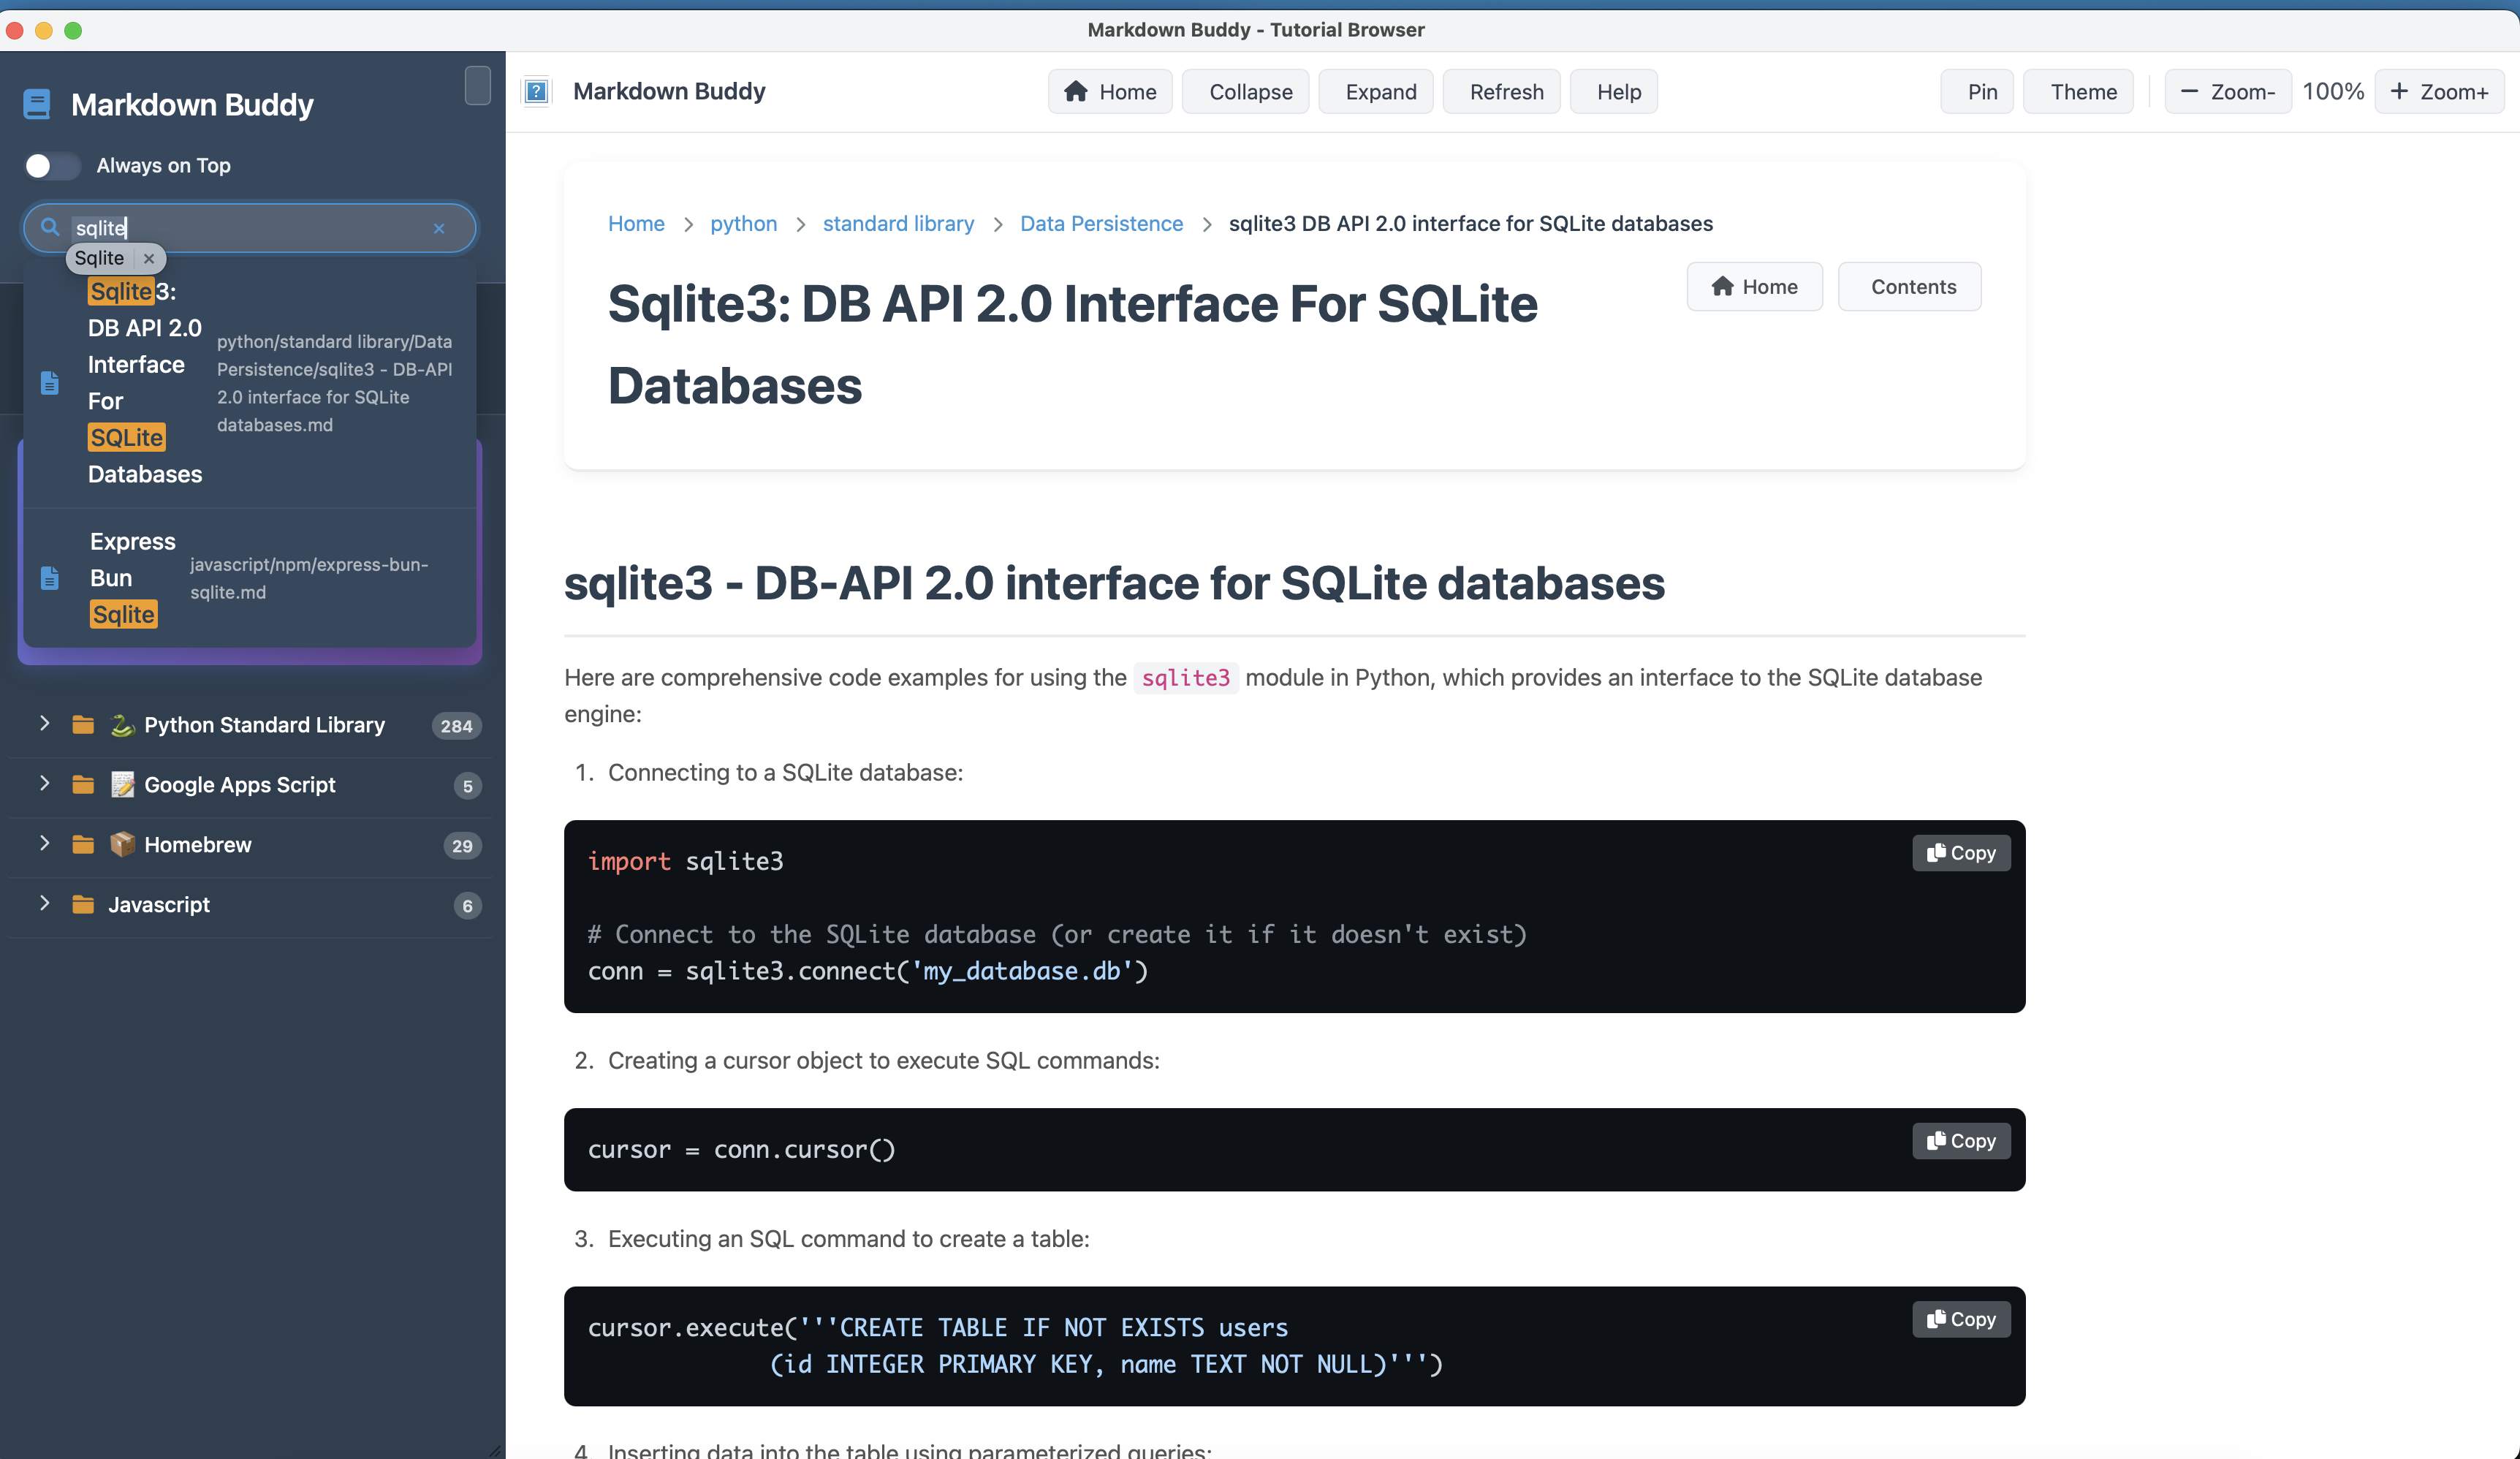 Markdown Buddy - Tutorial Browser
Markdown Buddy
Always on Top
sqlite
Sqlite
Sqlite3:
DB API 2.0
Interface
For
SQLite
Databases
python/standard library/Data
Persistence/sqlite3 - DB-API
2.0 interface for SQLite
databases.md
Express
Bun
Sqlite
javascript/npm/express-bun-
sqlite.md
Python Standard Library 284
Google Apps Script 5
Homebrew 29
Javascript 6
Markdown Buddy
Home Collapse Expand Refresh Help
Pin Theme − Zoom- 100% + Zoom+
Home > python > standard library > Data Persistence > sqlite3 DB API 2.0 interface for SQLite databases
Sqlite3: DB API 2.0 Interface For SQLite
Databases
Home Contents
sqlite3 - DB-API 2.0 interface for SQLite databases
Here are comprehensive code examples for using the sqlite3 module in Python, which provides an interface to the SQLite database
engine:
1. Connecting to a SQLite database:
Copy
import sqlite3
# Connect to the SQLite database (or create it if it doesn't exist)
conn = sqlite3.connect('my_database.db')
2. Creating a cursor object to execute SQL commands:
Copy
cursor = conn.cursor()
3. Executing an SQL command to create a table:
Copy
cursor.execute('''CREATE TABLE IF NOT EXISTS users
(id INTEGER PRIMARY KEY, name TEXT NOT NULL)''')
4. Inserting data into the table using parameterized queries: